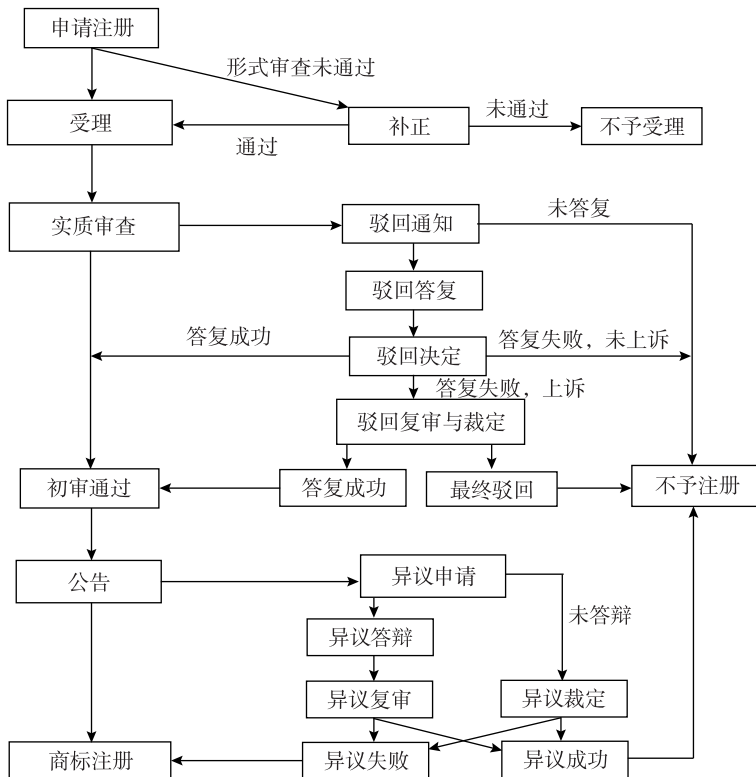 申请注册
形式审查未通过
受理
补正
未通过
不予受理
通过
实质审查
驳回通知
未答复
驳回答复
答复成功
驳回决定
答复失败，未上诉
答复失败，上诉
驳回复审与裁定
初审通过
答复成功
最终驳回
不予注册
公告
异议申请
未答辩
异议答辩
异议复审
异议裁定
商标注册
异议失败
异议成功